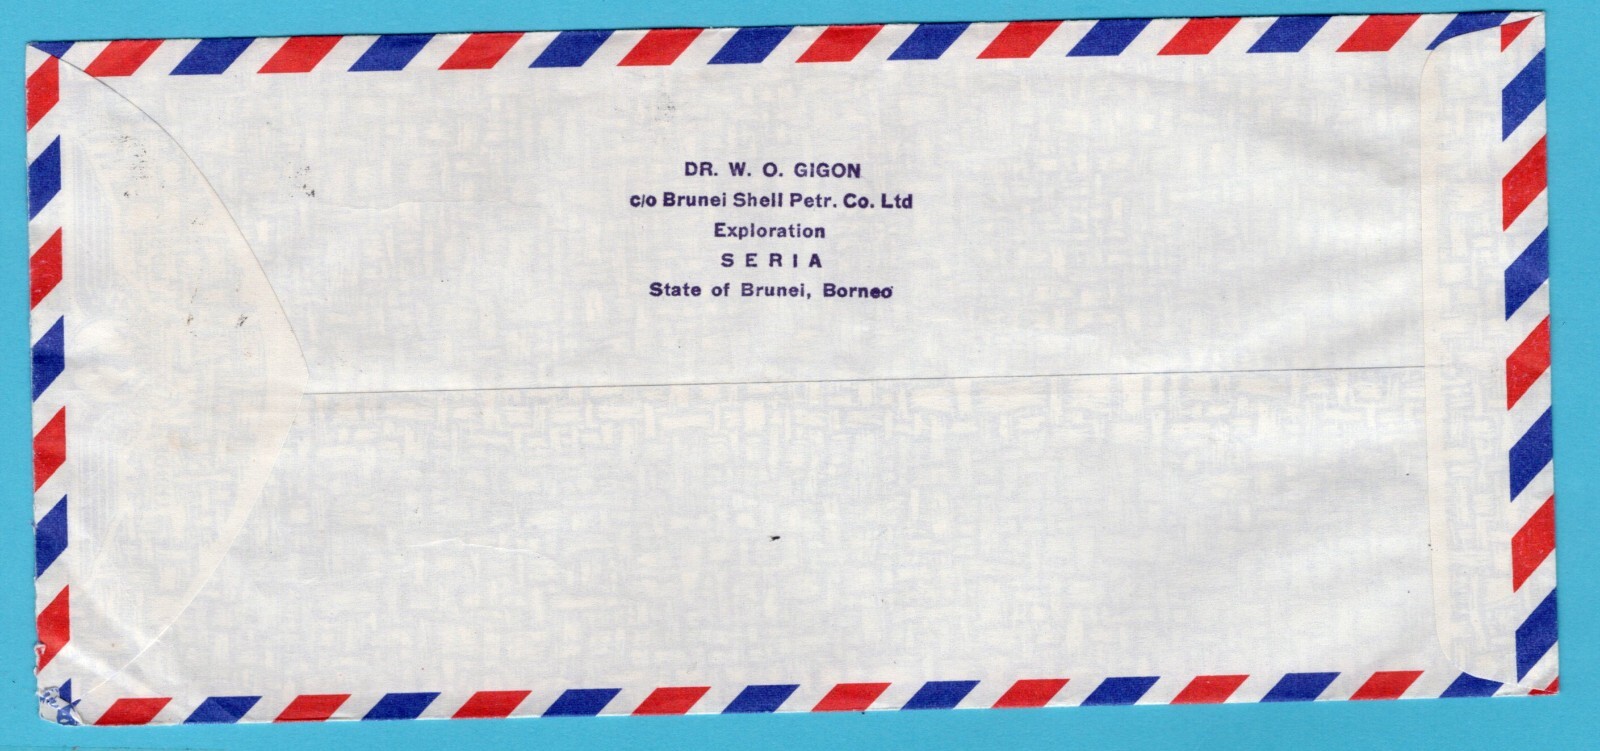 DR. W. O. GIGON
c/o Brunei Shell Petr. Co. Ltd
Exploration
SERIA
State of Brunei, Borneo